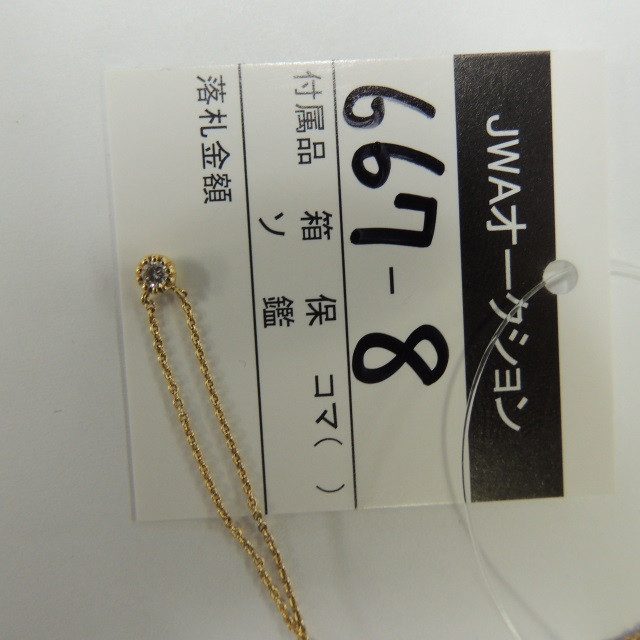 JWAオークション
667-8
付属品 箱 保 コマ( )
ソ 鑑
落札金額